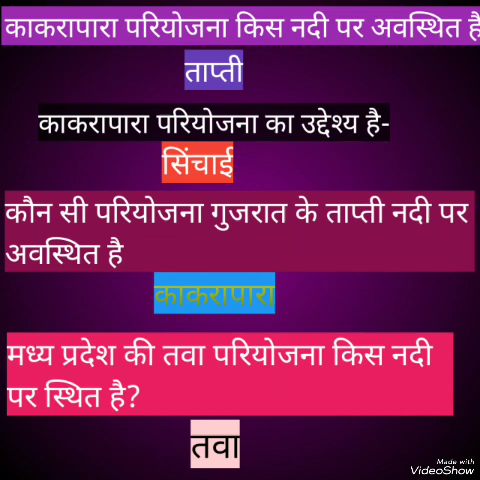 काकरापारा परियोजना किस नदी पर अवस्थित है
ताप्ती
काकरापारा परियोजना का उद्देश्य है-
सिंचाई
कौन सी परियोजना गुजरात के ताप्ती नदी पर
अवस्थित है
काकरापारा
मध्य प्रदेश की तवा परियोजना किस नदी
पर स्थित है?
तवा
Made with
VideoShow